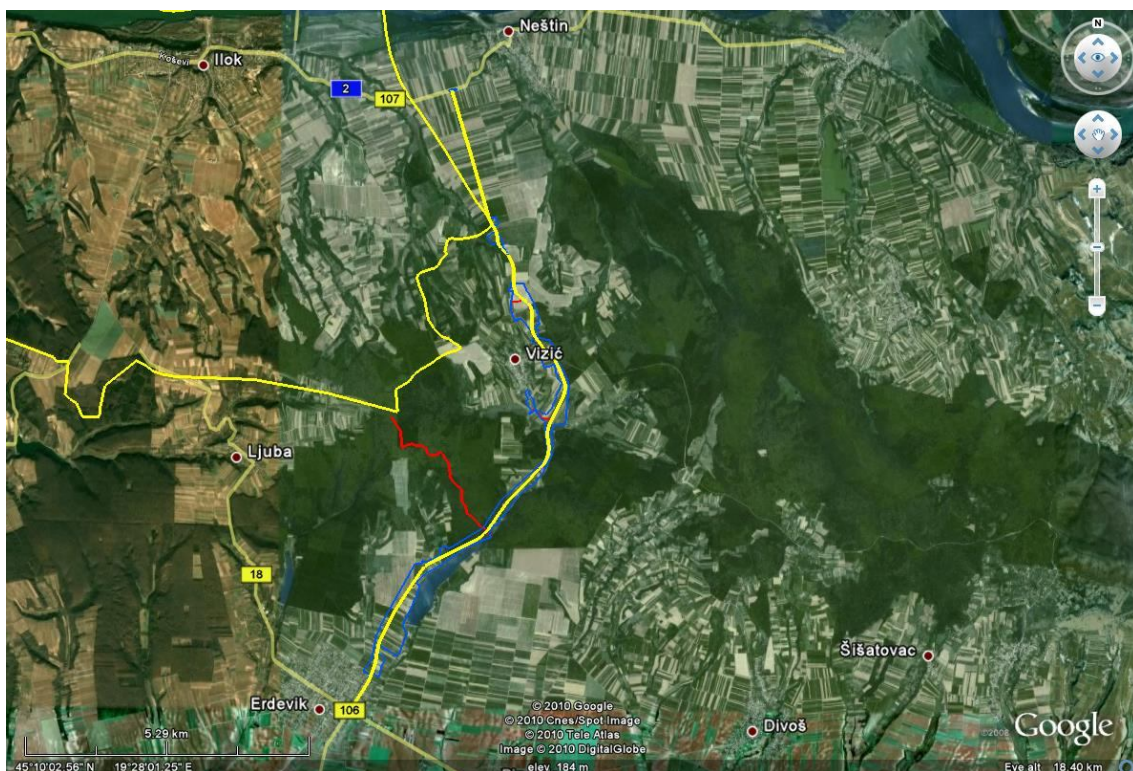 N
Neštin
Ilok
2
107
Vizić
Ljuba
18
Šišatovac
Erdevik
106
Divoš
© 2010 Google
© 2010 Cnes/Spot Image
© 2010 Tele Atlas
Image © 2010 DigitalGlobe
©2008 Google
5.29 km
45°10'02.56" N 19°28'01.25" E elev 184 m Eye alt 18.40 km